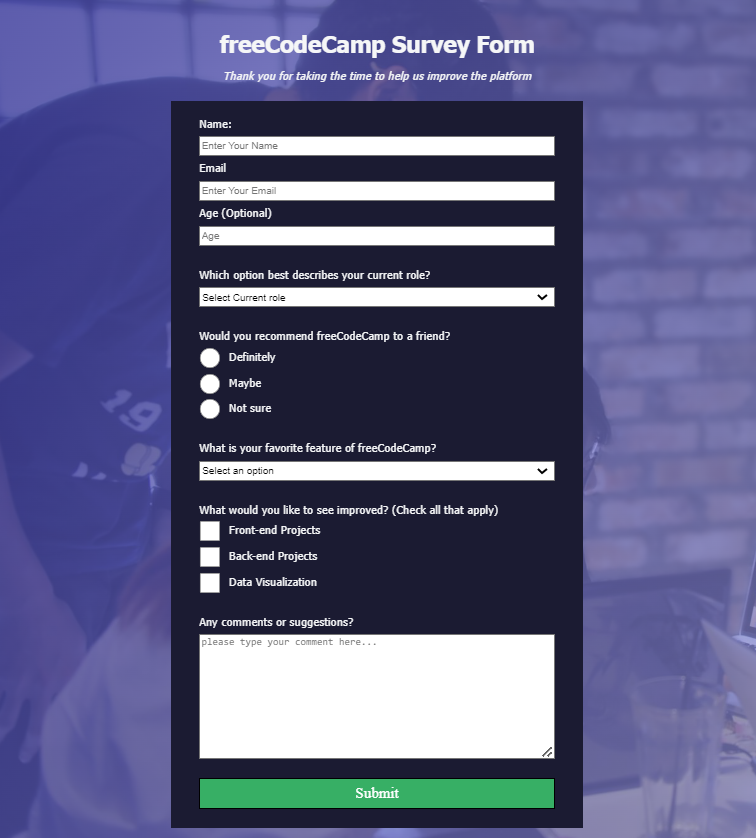 freeCodeCamp Survey Form
Thank you for taking the time to help us improve the platform
Name:
Enter Your Name
Email
Enter Your Email
Age (Optional)
Age
Which option best describes your current role?
Select Current role
Would you recommend freeCodeCamp to a friend?
Definitely
Maybe
Not sure
What is your favorite feature of freeCodeCamp?
Select an option
What would you like to see improved? (Check all that apply)
Front-end Projects
Back-end Projects
Data Visualization
Any comments or suggestions?
please type your comment here...
Submit
19